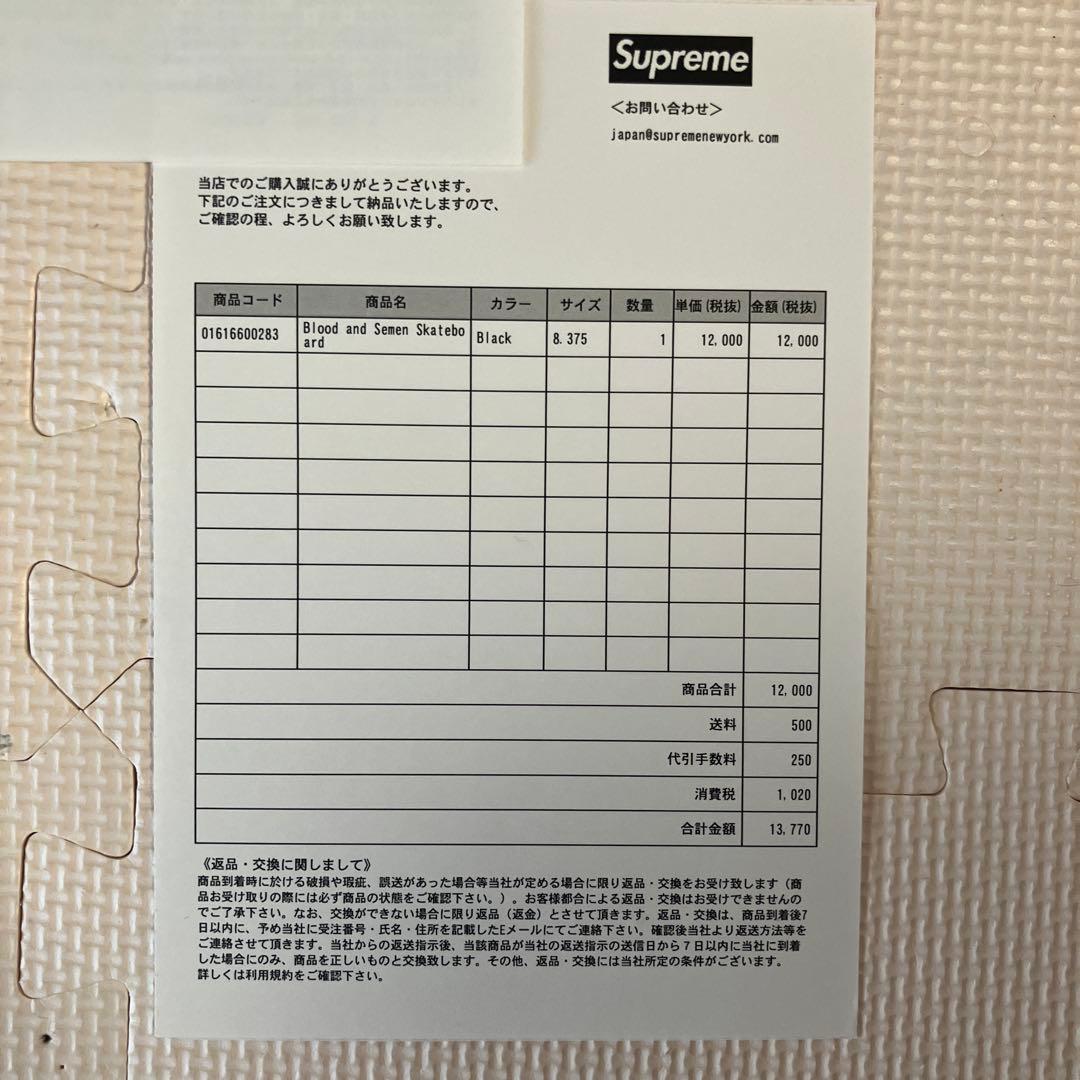 Supreme
＜お問い合わせ＞
japan@supremenewyork.com
当店でのご購入誠にありがとうございます。
下記のご注文につきまして納品いたしますので、
ご確認の程、よろしくお願い致します。
商品コード 商品名 カラー サイズ 数量 単価(税抜) 金額(税抜)
01616600283 Blood and Semen Skatebo Black 8.375 1 12,000 12,000
ard
商品合計 12,000
送料 500
代引手数料 250
消費税 1,020
合計金額 13,770
《返品・交換に関しまして》
商品到着時に於ける破損や瑕疵、誤送があった場合等当社が定める場合に限り返品・交換をお受け致します（商
品お受け取りの際には必ず商品の状態をご確認下さい。）。お客様都合による返品・交換はお受けできませんの
でご了承下さい。なお、交換ができない場合に限り返品（返金）とさせて頂きます。返品・交換は、商品到着後7
日以内に、予め当社に受注番号・氏名・住所を記載したEメールにてご連絡下さい。確認後当社より返送方法等を
ご連絡させて頂きます。当社からの返送指示後、当該商品が当社の返送指示の送信日から７日以内に当社に到着
した場合にのみ、商品を正しいものと交換致します。その他、返品・交換には当社所定の条件がございます。
詳しくは利用規約をご確認下さい。